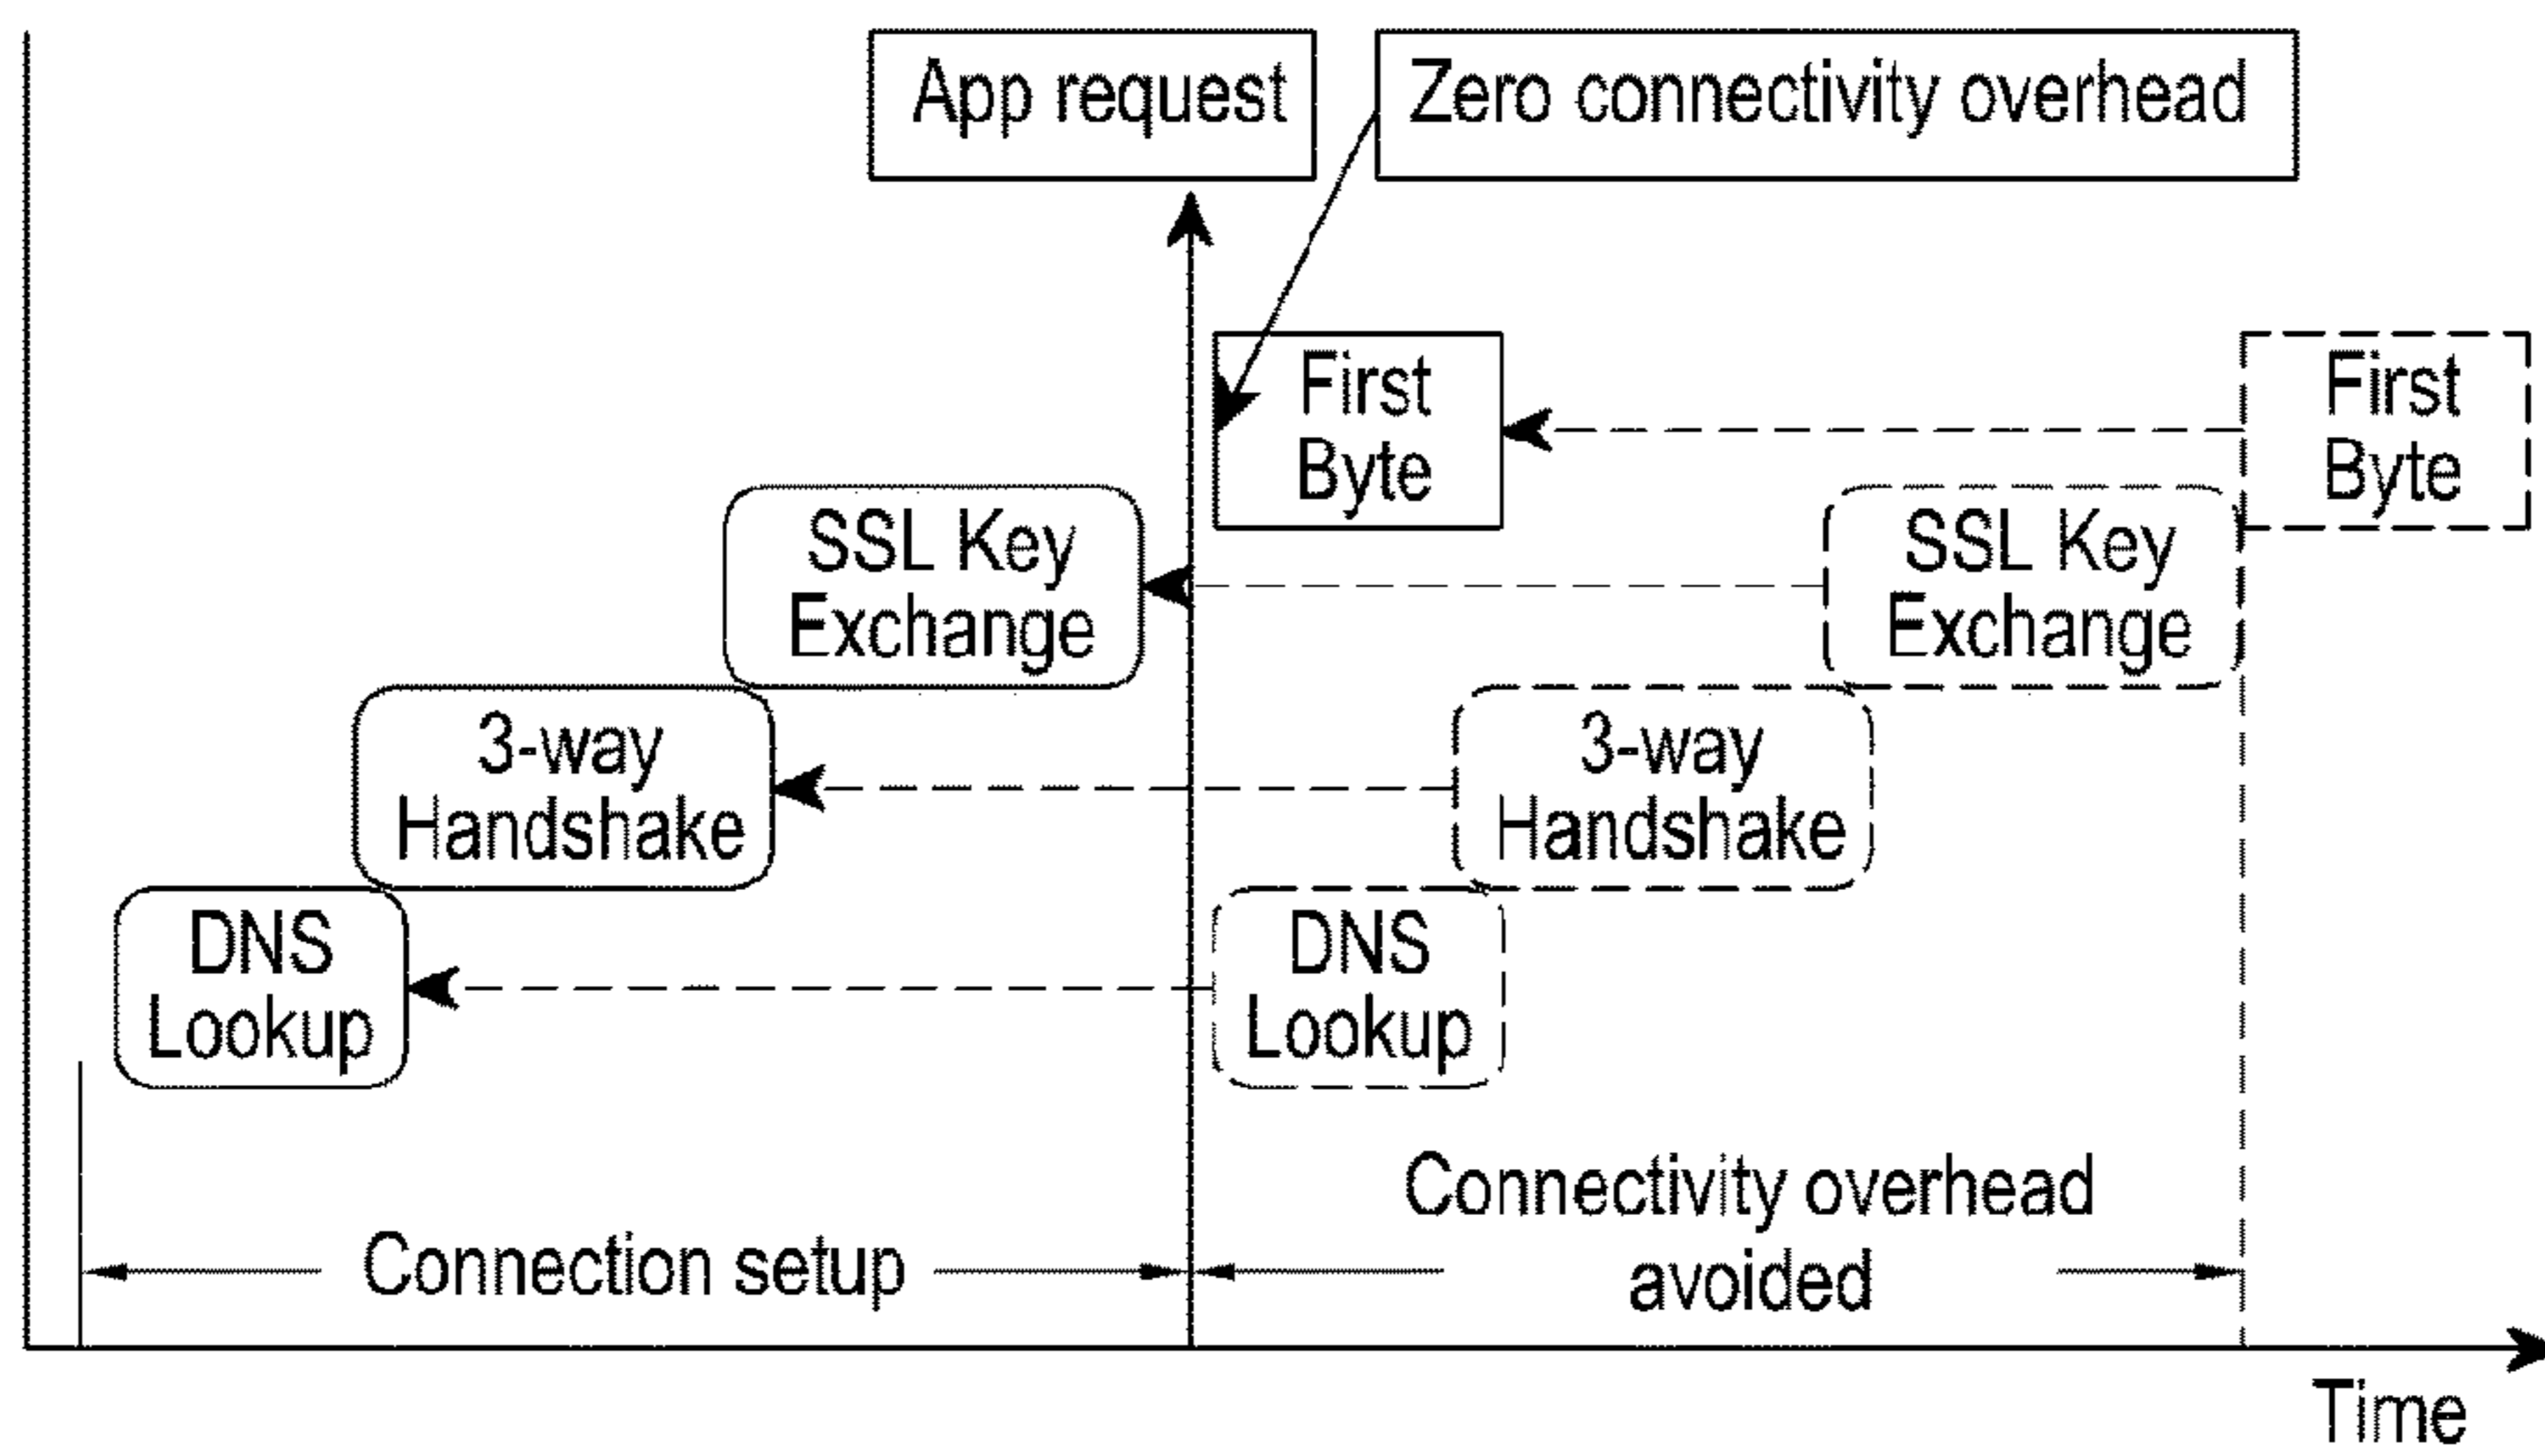 App request
Zero connectivity overhead
First
Byte
First
Byte
SSL Key
Exchange
SSL Key
Exchange
3-way
Handshake
3-way
Handshake
DNS
Lookup
DNS
Lookup
Connection setup
Connectivity overhead
avoided
Time